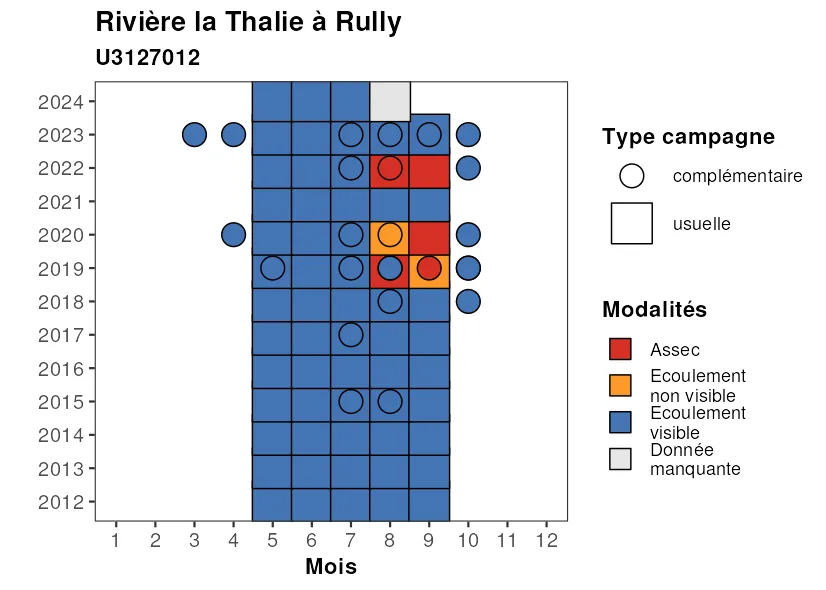 Rivière la Thalie à Rully
U3127012
2024
2023
2022
2021
2020
2019
2018
2017
2016
2015
2014
2013
2012
1 2 3 4 5 6 7 8 9 10 11 12
Mois
Type campagne
complémentaire
usuelle
Modalités
Assec
Ecoulement
non visible
Ecoulement
visible
Donnée
manquante